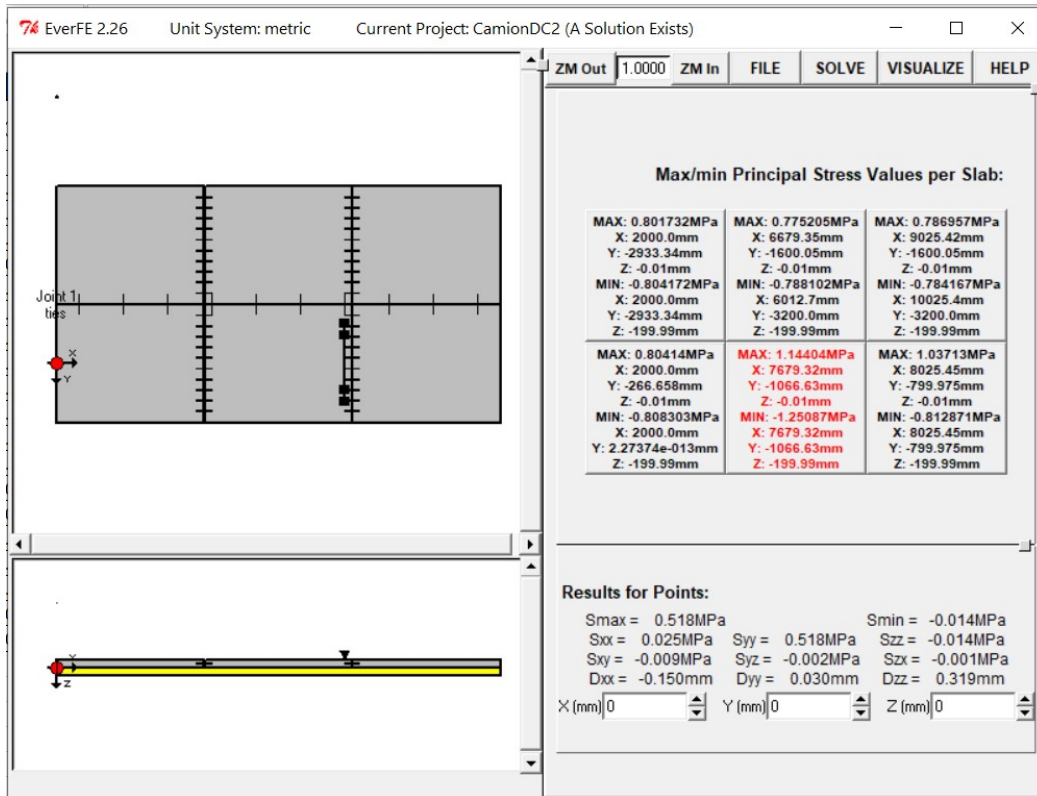 EverFE 2.26 Unit System: metric Current Project: CamionDC2 (A Solution Exists)
ZM Out 1.0000 ZM In FILE SOLVE VISUALIZE HELP
Joint 1
ties
X
Y
X
Z
Max/min Principal Stress Values per Slab:
MAX: 0.801732MPa
X: 2000.0mm
Y: -2933.34mm
Z: -0.01mm
MIN: -0.804172MPa
X: 2000.0mm
Y: -2933.34mm
Z: -199.99mm
MAX: 0.775205MPa
X: 6679.35mm
Y: -1600.05mm
Z: -0.01mm
MIN: -0.788102MPa
X: 6012.7mm
Y: -3200.0mm
Z: -199.99mm
MAX: 0.786957MPa
X: 9025.42mm
Y: -1600.05mm
Z: -0.01mm
MIN: -0.784167MPa
X: 10025.4mm
Y: -3200.0mm
Z: -199.99mm
MAX: 0.80414MPa
X: 2000.0mm
Y: -266.658mm
Z: -0.01mm
MIN: -0.808303MPa
X: 2000.0mm
Y: 2.27374e-013mm
Z: -199.99mm
MAX: 1.14404MPa
X: 7679.32mm
Y: -1066.63mm
Z: -0.01mm
MIN: -1.25087MPa
X: 7679.32mm
Y: -1066.63mm
Z: -199.99mm
MAX: 1.03713MPa
X: 8025.45mm
Y: -799.975mm
Z: -0.01mm
MIN: -0.812871MPa
X: 8025.45mm
Y: -799.975mm
Z: -199.99mm
Results for Points:
Smax = 0.518MPa Smin = -0.014MPa
Sxx = 0.025MPa Syy = 0.518MPa Szz = -0.014MPa
Sxy = -0.009MPa Syz = -0.002MPa Szx = -0.001MPa
Dxx = -0.150mm Dyy = 0.030mm Dzz = 0.319mm
X (mm) 0 Y (mm) 0 Z (mm) 0